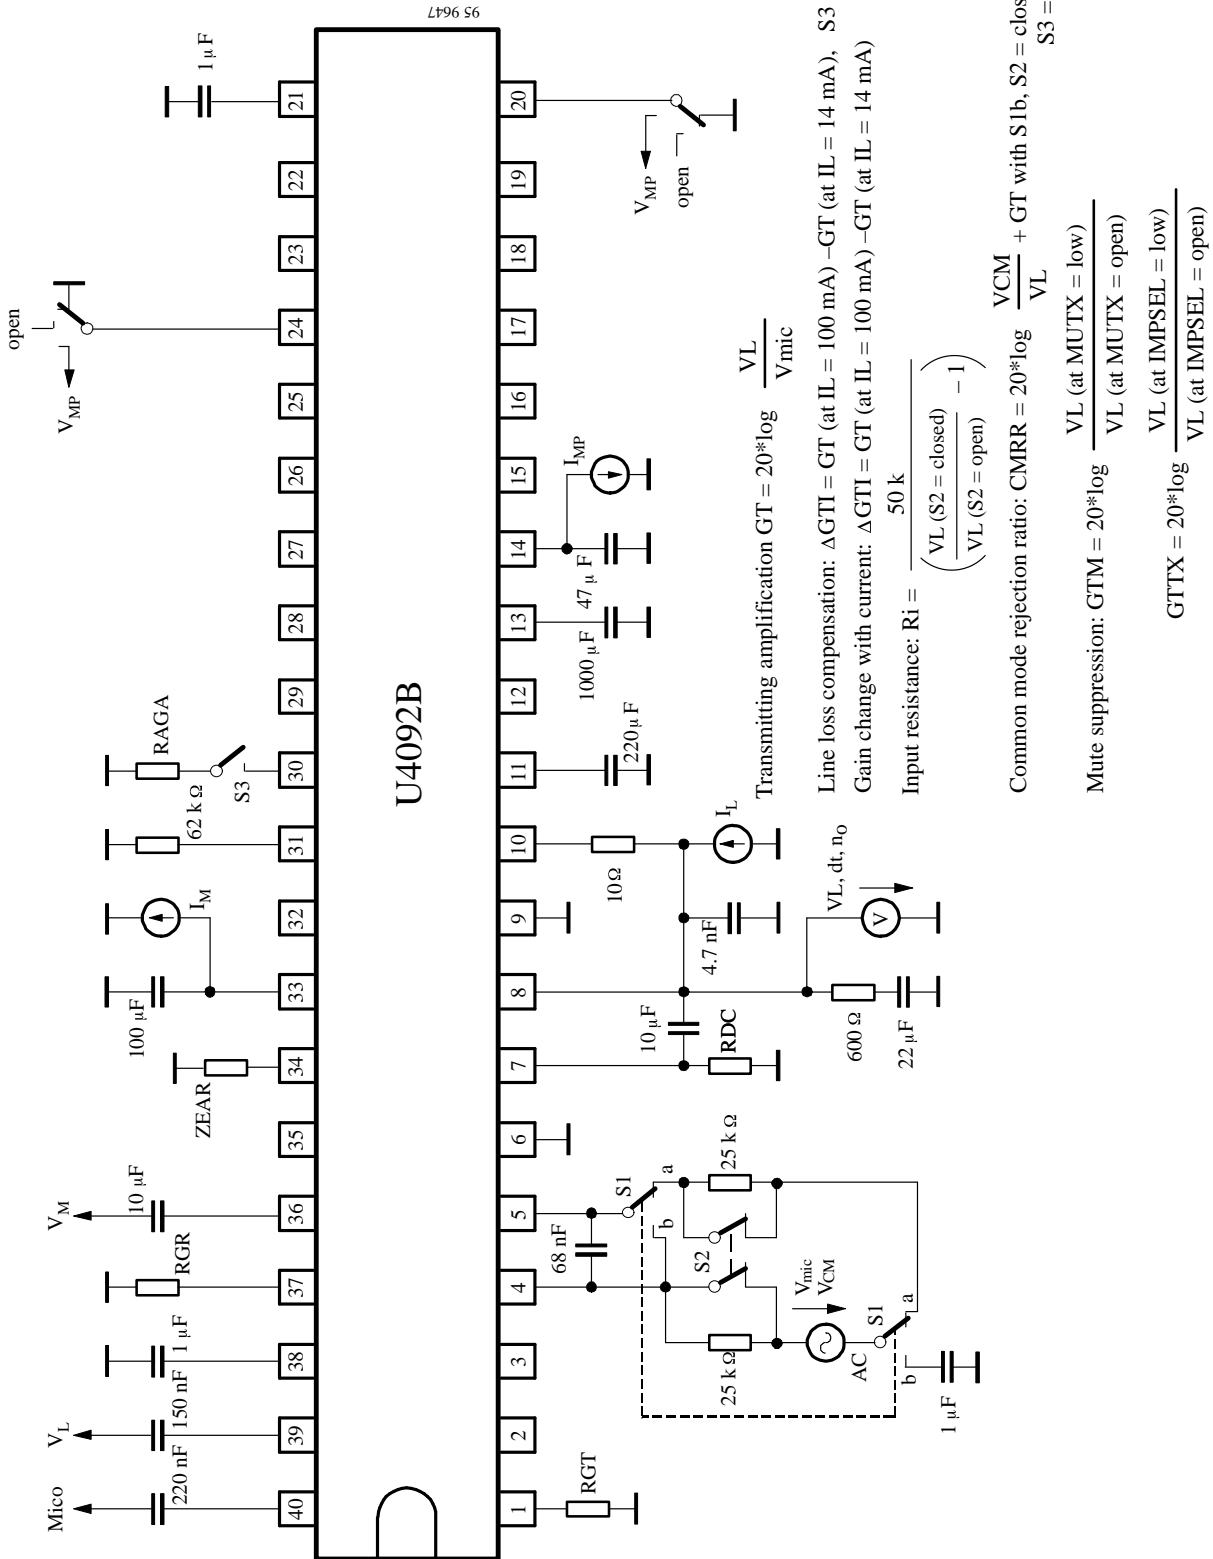 95 9647
Mico
V_L
V_M
220 nF
150 nF
1 μF
RGR
10 μF
ZEAR
100 μF
I_M
62 kΩ
RAGA
S3
V_MP
open
1 μF
40
39
38
37
36
35
34
33
32
31
30
29
28
27
26
25
24
23
22
21
U4092B
1
2
3
4
5
6
7
8
9
10
11
12
13
14
15
16
17
18
19
20
RGT
68 nF
S1
a
b
S2
25 kΩ
25 kΩ
V_mic
V_CM
AC
S1
a
b
1 μF
10 μF
RDC
4.7 nF
10Ω
I_L
VL, dt, n_o
V
600 Ω
22 μF
220 μF
1000 μF
47 μF
I_MP
V_MP
open
Transmitting amplification GT = 20*log VL / Vmic
Line loss compensation: ΔGTI = GT (at IL = 100 mA) –GT (at IL = 14 mA), S3
Gain change with current: ΔGTI = GT (at IL = 100 mA) –GT (at IL = 14 mA)
Input resistance: Ri = 50 k / ( VL (S2 = closed) / VL (S2 = open) – 1 )
Common mode rejection ratio: CMRR = 20*log VCM / VL + GT with S1b, S2 = clos
S3 =
Mute suppression: GTM = 20*log VL (at MUTX = low) / VL (at MUTX = open)
GTTX = 20*log VL (at IMPSEL = low) / VL (at IMPSEL = open)